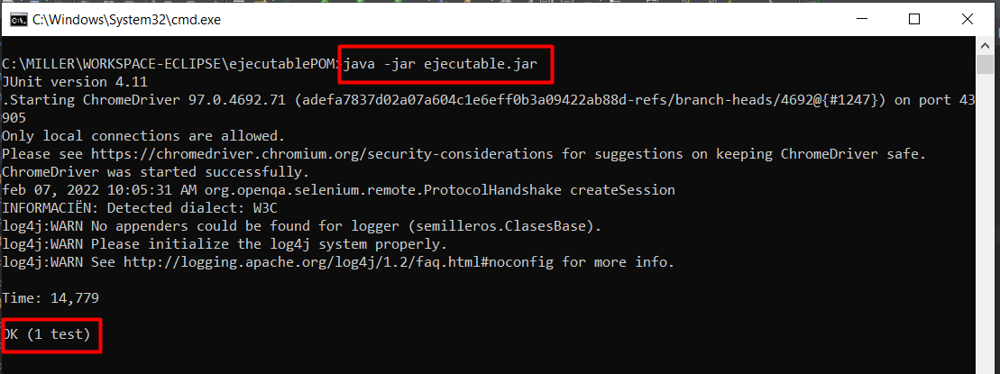 C:\Windows\System32\cmd.exe
C:\MILLER\WORKSPACE-ECLIPSE\ejecutablePOM>java -jar ejecutable.jar
JUnit version 4.11
.Starting ChromeDriver 97.0.4692.71 (adefa7837d02a07a604c1e6eff0b3a09422ab88d-refs/branch-heads/4692@{#1247}) on port 43
905
Only local connections are allowed.
Please see https://chromedriver.chromium.org/security-considerations for suggestions on keeping ChromeDriver safe.
ChromeDriver was started successfully.
feb 07, 2022 10:05:31 AM org.openqa.selenium.remote.ProtocolHandshake createSession
INFORMACIËN: Detected dialect: W3C
log4j:WARN No appenders could be found for logger (semilleros.ClasesBase).
log4j:WARN Please initialize the log4j system properly.
log4j:WARN See http://logging.apache.org/log4j/1.2/faq.html#noconfig for more info.
Time: 14,779
OK (1 test)